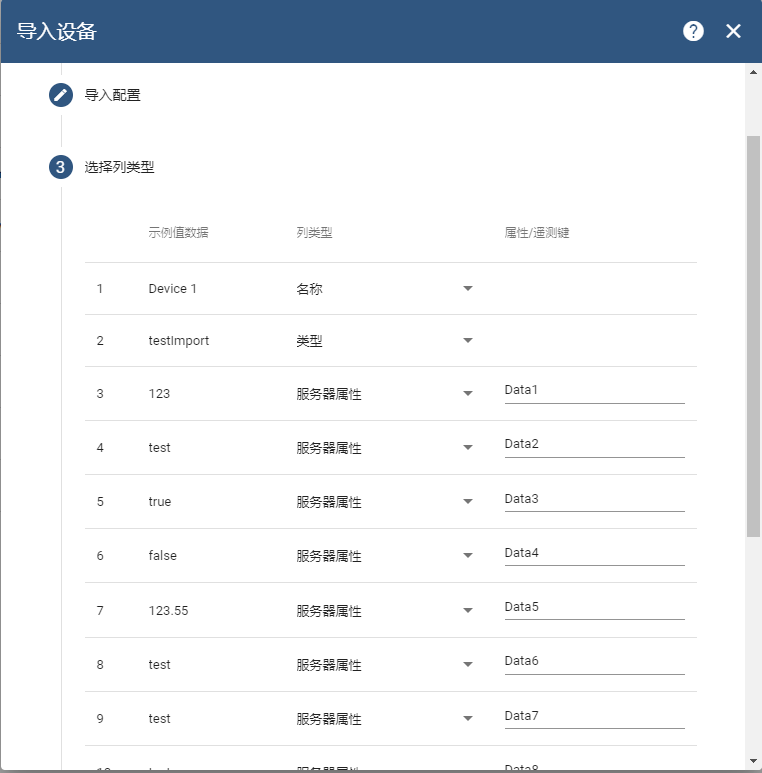 导入设备
导入配置
3 选择列类型
示例值数据 列类型 属性/遥测键
1 Device 1 名称
2 testImport 类型
3 123 服务器属性 Data1
4 test 服务器属性 Data2
5 true 服务器属性 Data3
6 false 服务器属性 Data4
7 123.55 服务器属性 Data5
8 test 服务器属性 Data6
9 test 服务器属性 Data7